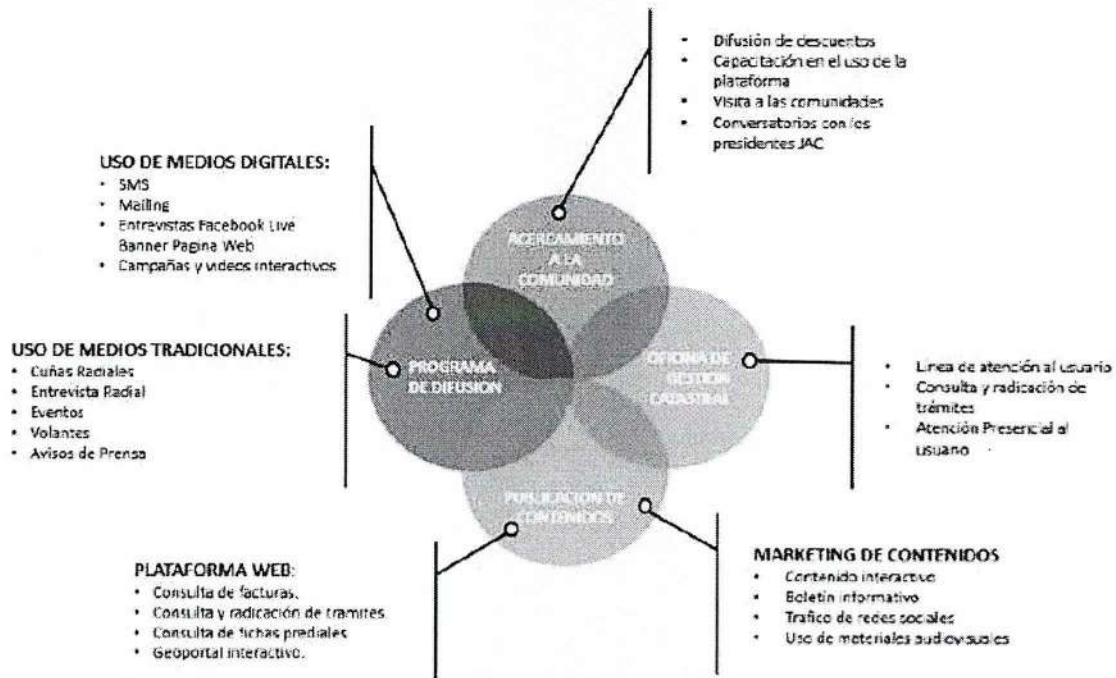 • Difusión de descuentos
• Capacitación en el uso de la
plataforma
• Visita a las comunidades
• Conversatorios con los
presidentes JAC
USO DE MEDIOS DIGITALES:
• SMS
• Mailing
• Entrevistas Facebook Live
Banner Pagina Web
• Campañas y videos interactivos
ACERCAMIENTO
A LA
COMUNIDAD
USO DE MEDIOS TRADICIONALES:
• Cuñas Radiales
• Entrevista Radial
• Eventos
• Volantes
• Avisos de Prensa
PROGRAMA
DE DIFUSION
OFICINA DE
GESTION
CATASTRAL
• Linea de atención al usuario
• Consulta y radicación de
trámites
• Atención Presencial al
usuario
PUBLICACION DE
CONTENIDOS
PLATAFORMA WEB:
• Consulta de facturas.
• Consulta y radicación de tramites
• Consulta de fichas prediales
• Geoportal interactivo.
MARKETING DE CONTENIDOS
• Contenido interactivo
• Boletín informativo
• Trafico de redes sociales
• Uso de materiales audiovisuales